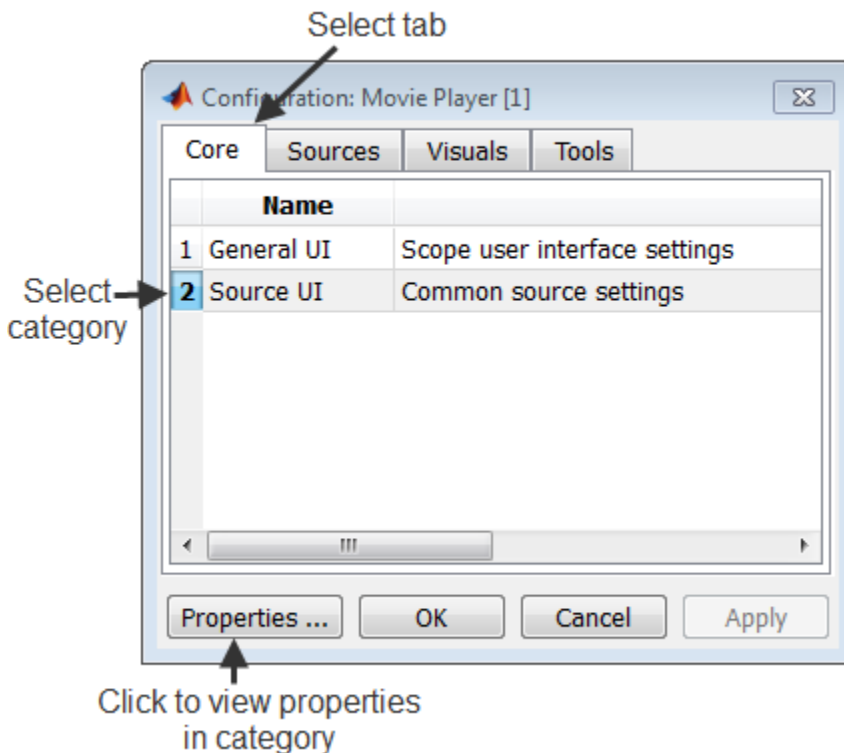 Select tab
Configuration: Movie Player [1]
Core Sources Visuals Tools
Name
1 General UI Scope user interface settings
Select
category
2 Source UI Common source settings
Properties ... OK Cancel Apply
Click to view properties
in category